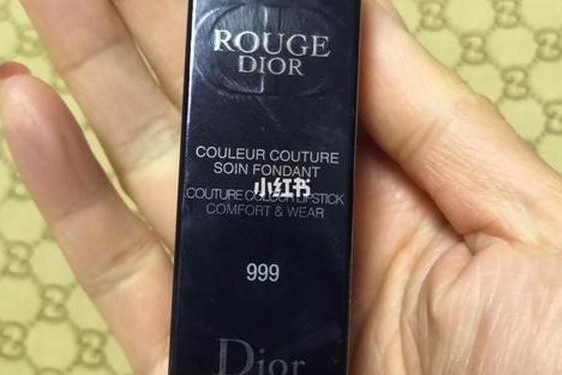 ROUGE
DIOR
COULEUR COUTURE
SOIN FONDANT
小红书
COUTURE COLOUR LIPSTICK
COMFORT & WEAR
999
Dior